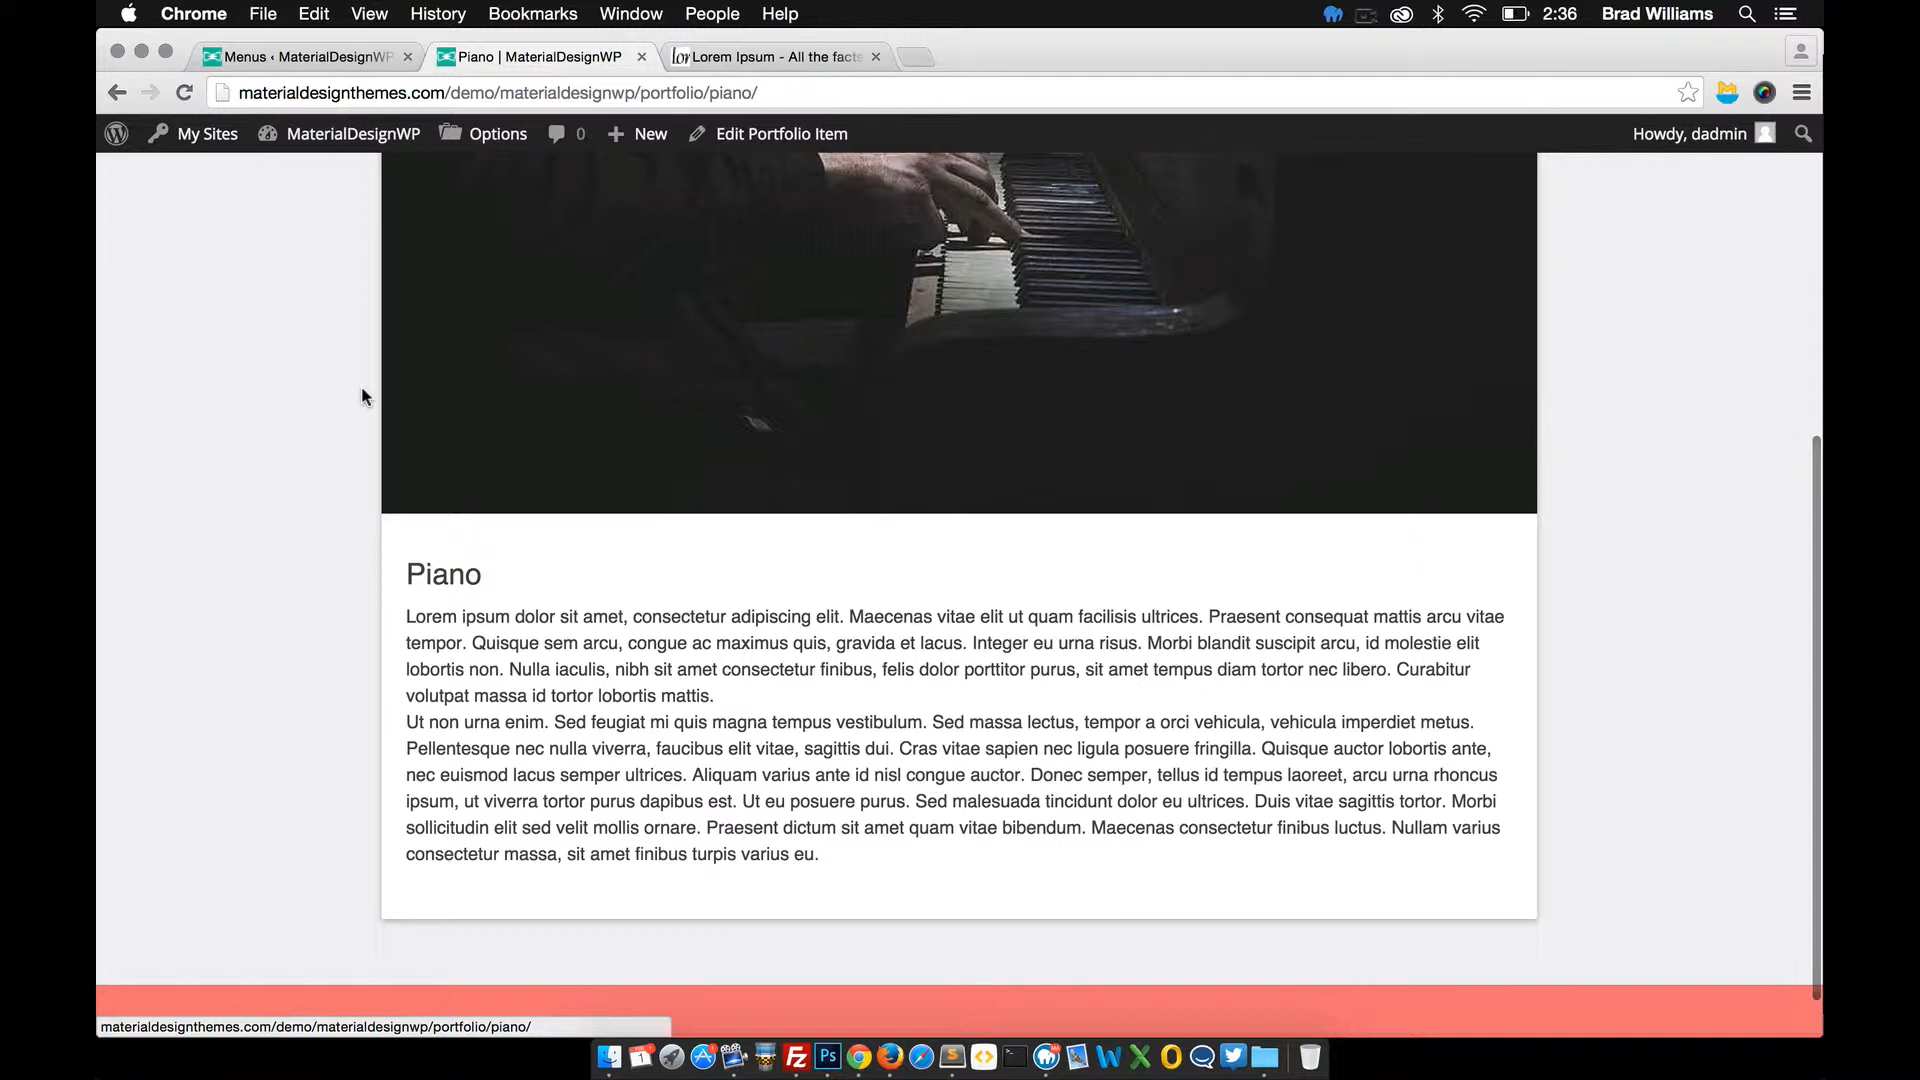 Chrome File Edit View History Bookmarks Window People Help 2:36 Brad Williams
Menus ‹ MaterialDesignWP Piano | MaterialDesignWP lor Lorem Ipsum - All the facts
materialdesignthemes.com/demo/materialdesignwp/portfolio/piano/
My Sites MaterialDesignWP Options 0 New Edit Portfolio Item Howdy, dadmin
Piano
Lorem ipsum dolor sit amet, consectetur adipiscing elit. Maecenas vitae elit ut quam facilisis ultrices. Praesent consequat mattis arcu vitae
tempor. Quisque sem arcu, congue ac maximus quis, gravida et lacus. Integer eu urna risus. Morbi blandit suscipit arcu, id molestie elit
lobortis non. Nulla iaculis, nibh sit amet consectetur finibus, felis dolor porttitor purus, sit amet tempus diam tortor nec libero. Curabitur
volutpat massa id tortor lobortis mattis.
Ut non urna enim. Sed feugiat mi quis magna tempus vestibulum. Sed massa lectus, tempor a orci vehicula, vehicula imperdiet metus.
Pellentesque nec nulla viverra, faucibus elit vitae, sagittis dui. Cras vitae sapien nec ligula posuere fringilla. Quisque auctor lobortis ante,
nec euismod lacus semper ultrices. Aliquam varius ante id nisl congue auctor. Donec semper, tellus id tempus laoreet, arcu urna rhoncus
ipsum, ut viverra tortor purus dapibus est. Ut eu posuere purus. Sed malesuada tincidunt dolor eu ultrices. Duis vitae sagittis tortor. Morbi
sollicitudin elit sed velit mollis ornare. Praesent dictum sit amet quam vitae bibendum. Maecenas consectetur finibus luctus. Nullam varius
consectetur massa, sit amet finibus turpis varius eu.
materialdesignthemes.com/demo/materialdesignwp/portfolio/piano/
1 Fz Ps S W X O